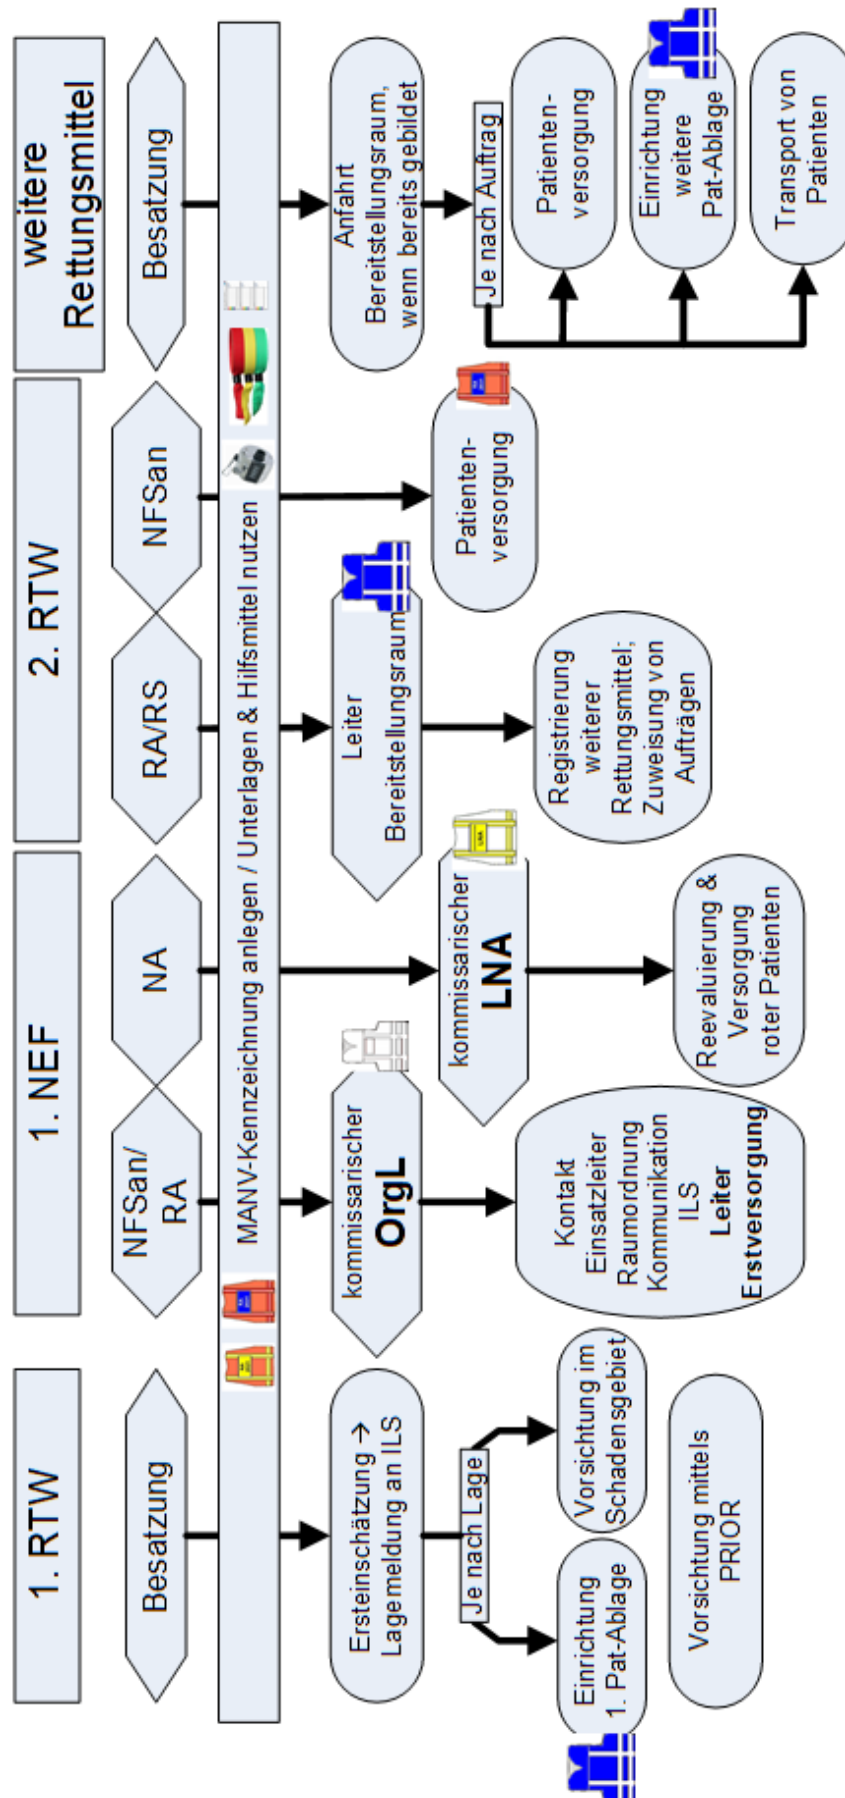 1. RTW
Besatzung
1. NEF
NFSan/
RA
NA
2. RTW
RA/RS
NFSan
weitere
Rettungsmittel
Besatzung
MANV-Kennzeichnung anlegen / Unterlagen & Hilfsmittel nutzen
Ersteinschätzung →
Lagemeldung an ILS
Je nach Lage
Einrichtung
1. Pat-Ablage
Vorsichtung im
Schadensgebiet
Vorsichtung mittels
PRIOR
kommissarischer
OrgL
Kontakt
Einsatzleiter
Raumordnung
Kommunikation
ILS
Leiter
Erstversorgung
kommissarischer
LNA
LNA
Reevaluierung &
Versorgung
roter Patienten
Leiter
Bereitstellungsraum
Registrierung
weiterer
Rettungsmittel;
Zuweisung von
Aufträgen
Patienten-
versorgung
Anfahrt
Bereitstellungsraum,
wenn bereits gebildet
Je nach Auftrag
Patienten-
versorgung
Einrichtung
weitere
Pat-Ablage
Transport von
Patienten